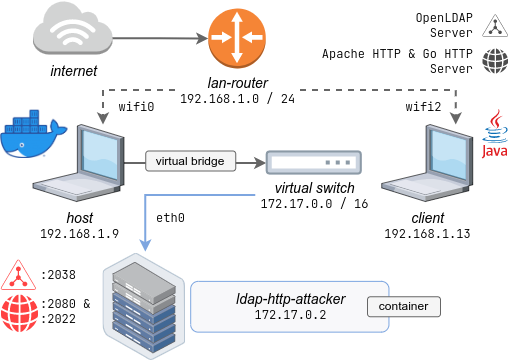 internet
OpenLDAP
Server
Apache HTTP & Go HTTP
Server
lan-router
192.168.1.0 / 24
wifi0
wifi2
Java
virtual bridge
host
192.168.1.9
virtual switch
172.17.0.0 / 16
client
192.168.1.13
eth0
:2038
:2080 &
:2022
ldap-http-attacker
172.17.0.2
container